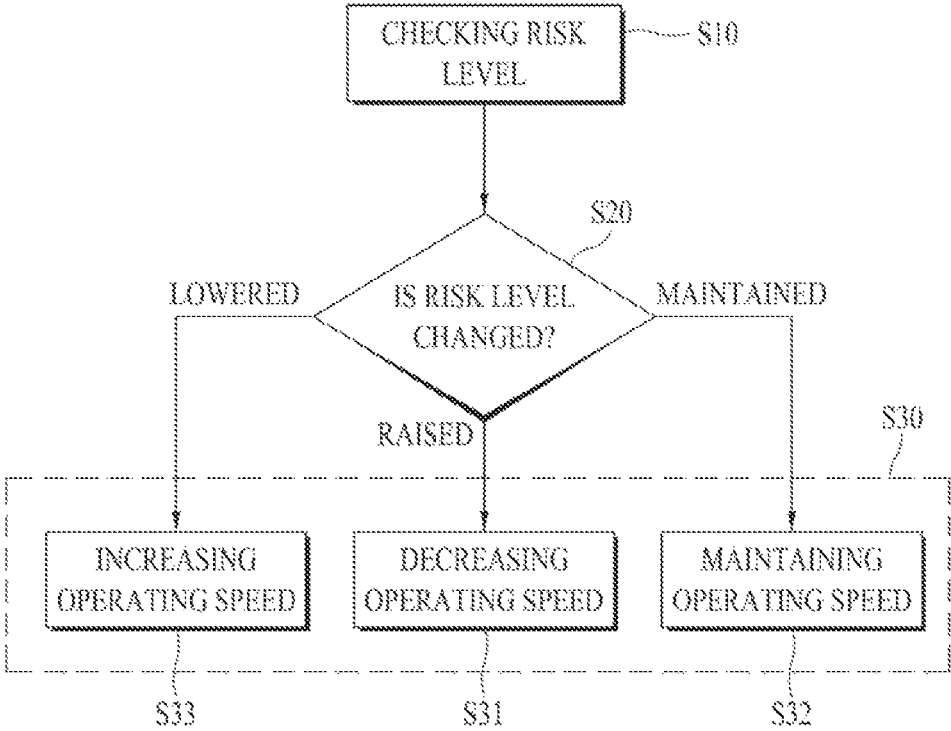 CHECKING RISK
LEVEL
S10
S20
IS RISK LEVEL
CHANGED?
LOWERED
MAINTAINED
RAISED
S30
INCREASING
OPERATING SPEED
DECREASING
OPERATING SPEED
MAINTAINING
OPERATING SPEED
S33
S31
S32